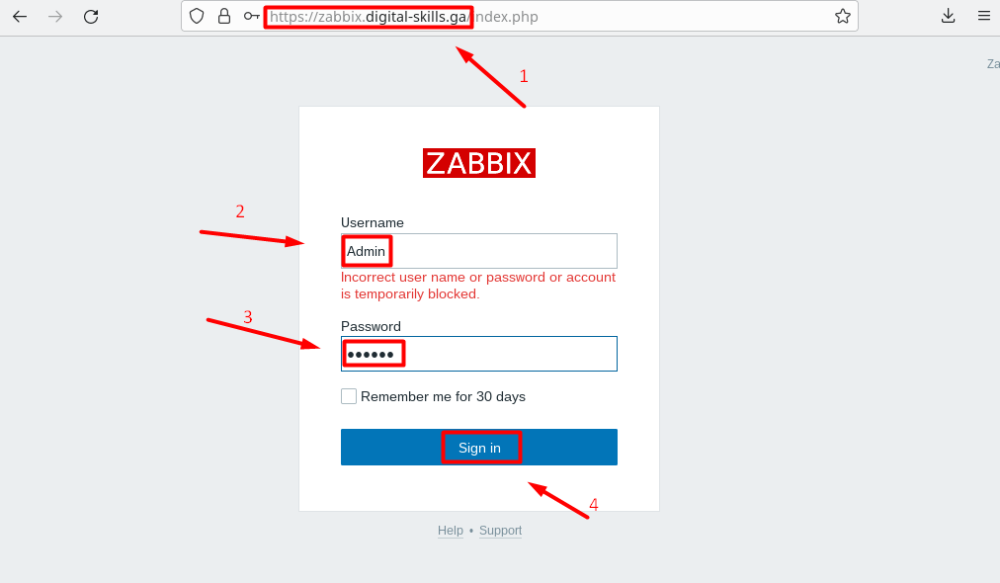 https://zabbix.digital-skills.ga/index.php
1
Za
ZABBIX
2
Username
Admin
Incorrect user name or password or account
is temporarily blocked.
3
Password
••••••
Remember me for 30 days
Sign in
4
Help • Support